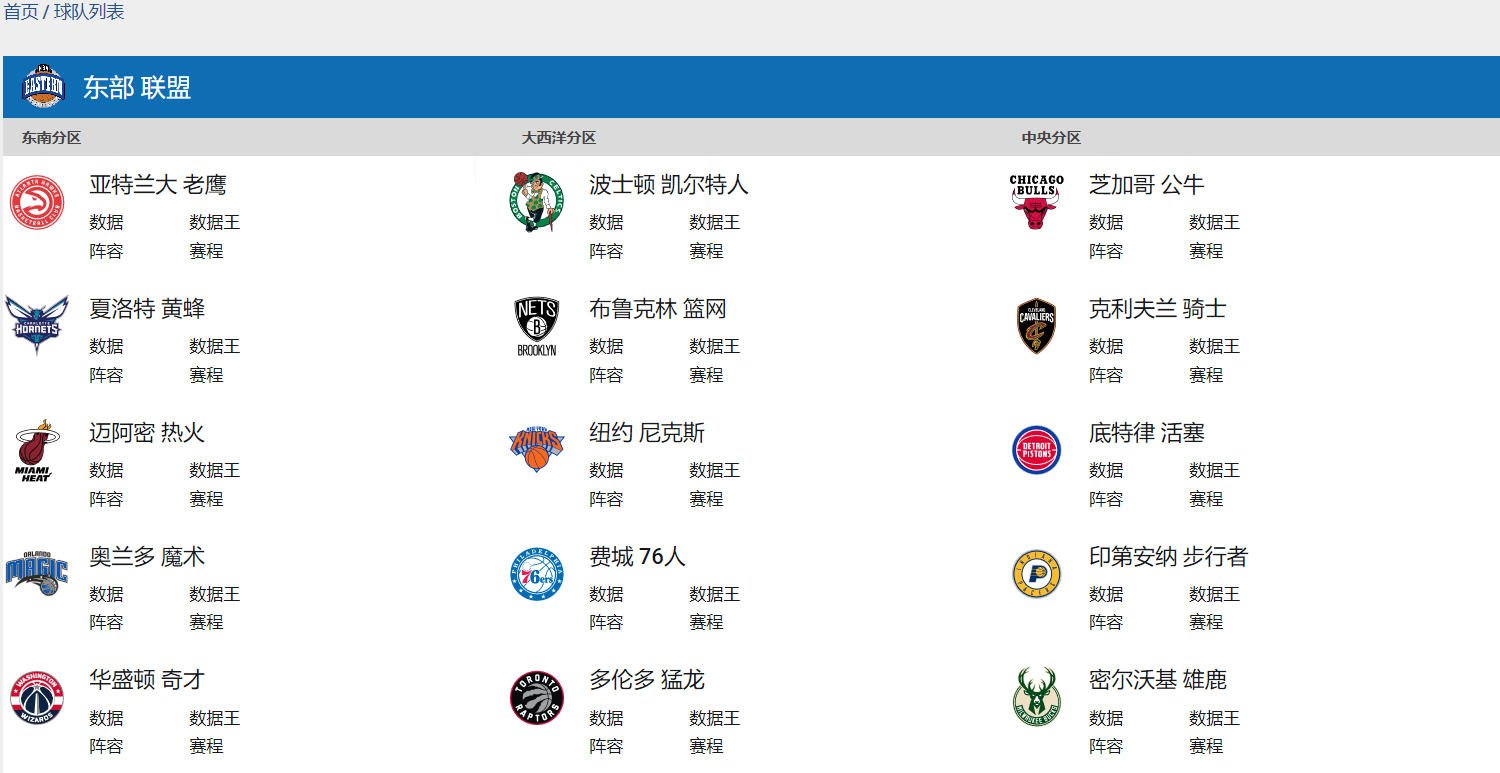 首页 / 球队列表
EASTERN
东部 联盟
东南分区 大西洋分区 中央分区
亚特兰大 老鹰
数据 数据王
阵容 赛程
夏洛特 黄蜂
数据 数据王
阵容 赛程
迈阿密 热火
数据 数据王
阵容 赛程
奥兰多 魔术
数据 数据王
阵容 赛程
华盛顿 奇才
数据 数据王
阵容 赛程
波士顿 凯尔特人
数据 数据王
阵容 赛程
布鲁克林 篮网
数据 数据王
阵容 赛程
纽约 尼克斯
数据 数据王
阵容 赛程
费城 76人
数据 数据王
阵容 赛程
多伦多 猛龙
数据 数据王
阵容 赛程
芝加哥 公牛
数据 数据王
阵容 赛程
克利夫兰 骑士
数据 数据王
阵容 赛程
底特律 活塞
数据 数据王
阵容 赛程
印第安纳 步行者
数据 数据王
阵容 赛程
密尔沃基 雄鹿
数据 数据王
阵容 赛程
ATLANTA HAWKS
BASKETBALL CLUB
CHARLOTTE
HORNETS
MIAMI
HEAT
ORLANDO
MAGIC
WASHINGTON
WIZARDS
BOSTON CELTICS
NETS
B
BROOKLYN
NEW YORK
KNICKS
PHILADELPHIA
76ers
TORONTO
RAPTORS
CHICAGO
BULLS
CLEVELAND
CAVALIERS
C
DETROIT
PISTONS
INDIANA
P
PACERS
MILWAUKEE BUCKS